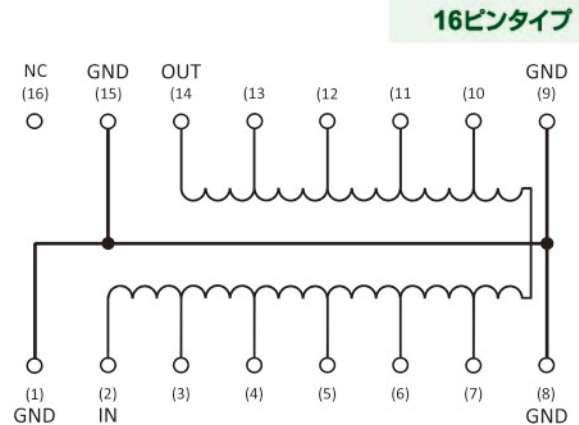 16ピンタイプ
NC GND OUT GND
(16) (15) (14 (13 (12 (11 (10 (9)
(1) (2) (3) (4) (5) (6) (7) (8)
GND IN GND